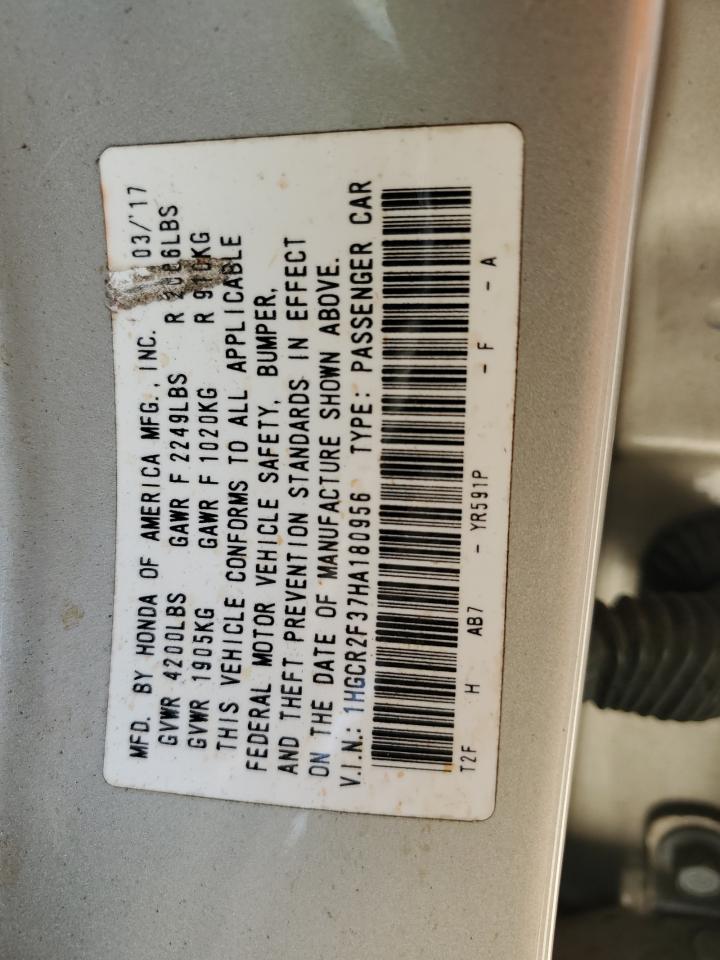 MFD. BY HONDA OF AMERICA MFG., INC. 03/'17
GVWR 4200LBS GAWR F 2249LBS R
GVWR 1905KG GAWR F 1020KG R
THIS VEHICLE CONFORMS TO ALL APPLICABLE
FEDERAL MOTOR VEHICLE SAFETY, BUMPER,
AND THEFT PREVENTION STANDARDS IN EFFECT
ON THE DATE OF MANUFACTURE SHOWN ABOVE.
V.I.N.: 1HGCR2F37HA180956 TYPE: PASSENGER CAR
T2F H AB7 - YR591P - F - A